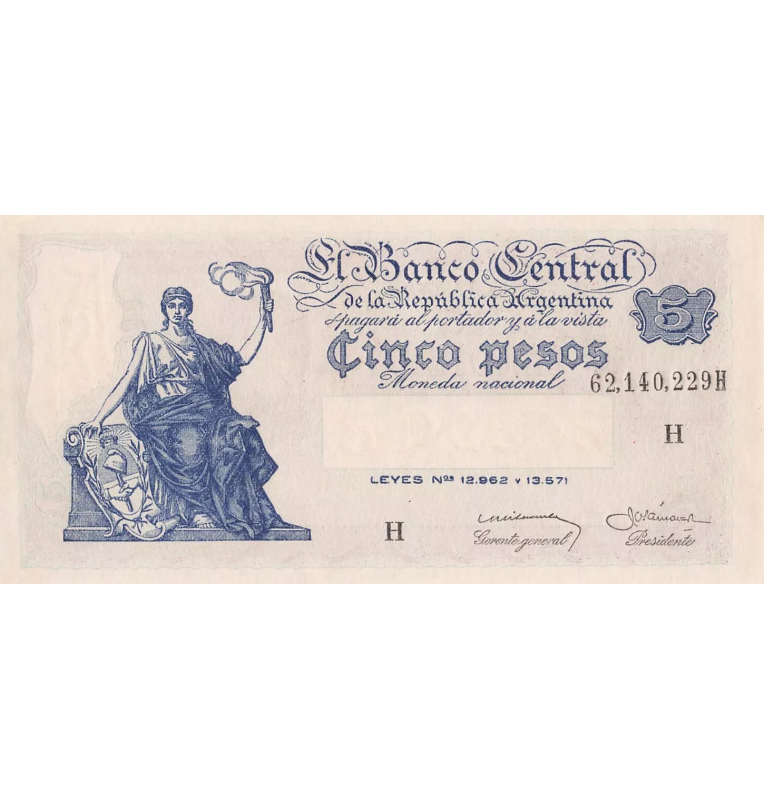 El Banco Central
de la República Argentina
pagará al portador y á la vista
5
Cinco pesos
Moneda nacional
62,140,229H
H
LEYES Nos 12.962 Y 13.571
H
Gerente general
Presidente